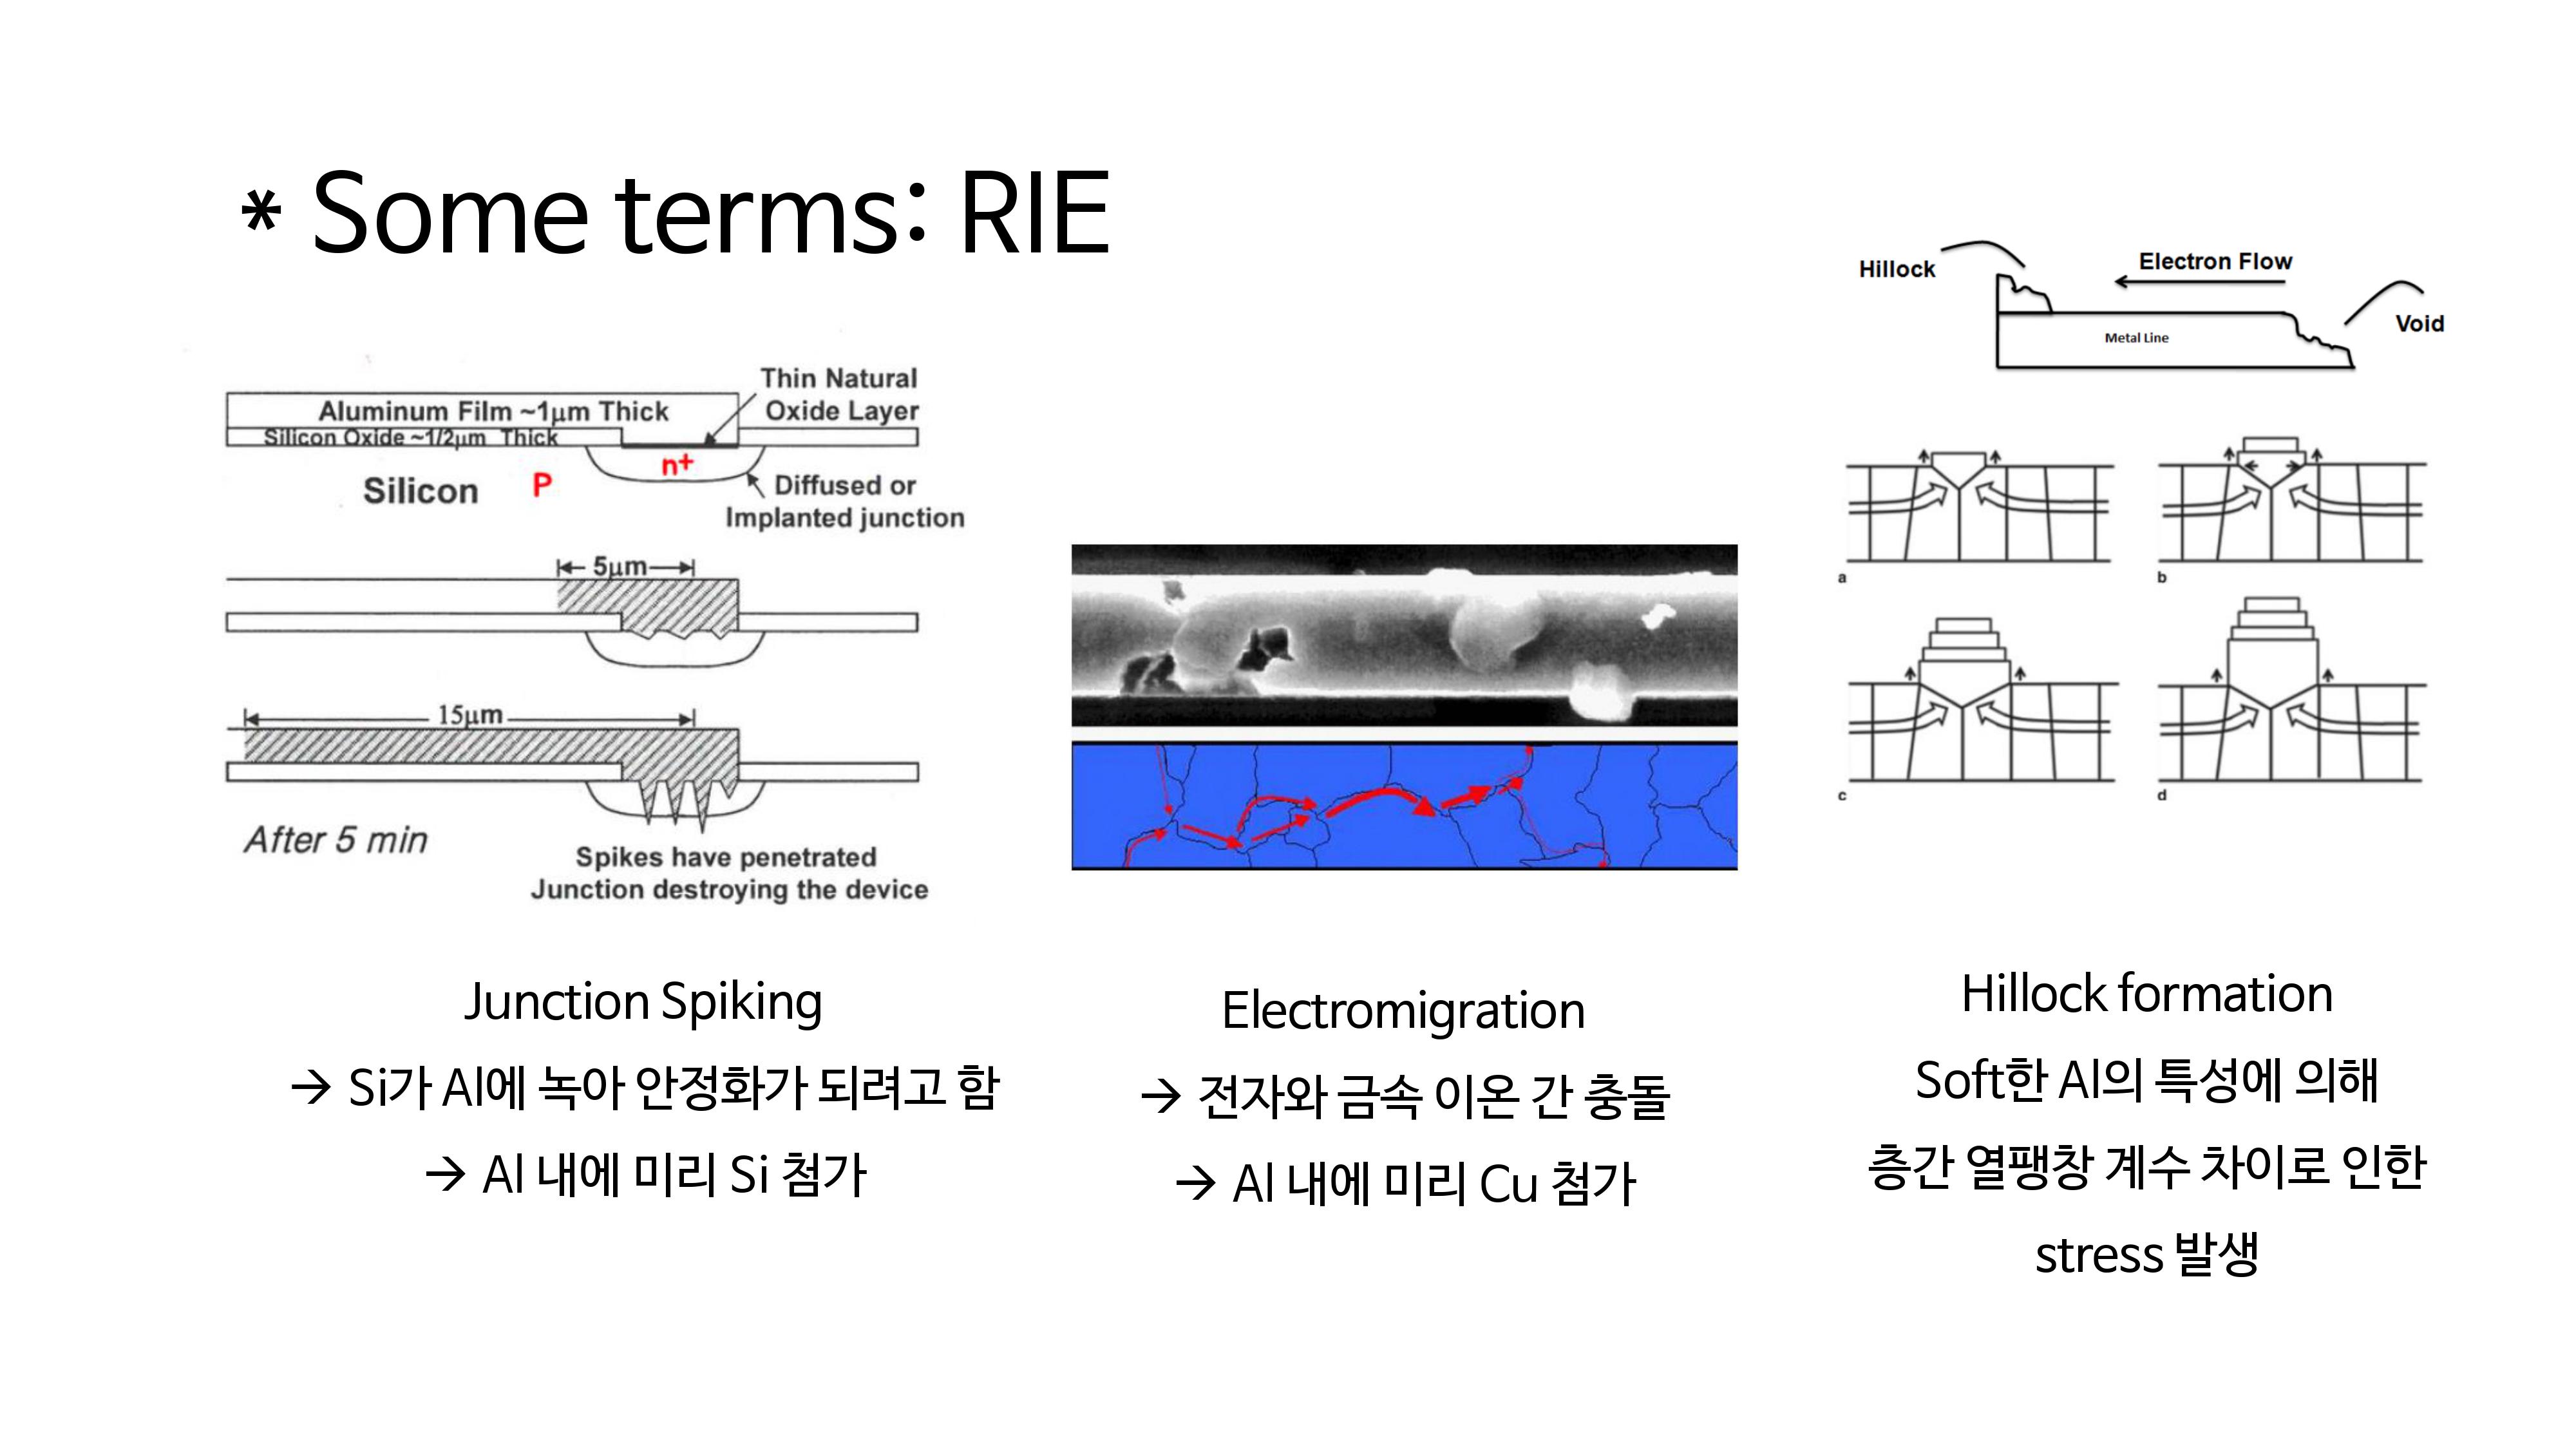 * Some terms: RIE
Thin Natural
Oxide Layer
Aluminum Film ~1μm Thick
Silicon Oxide ~1/2μm Thick
n+
P
Silicon
Diffused or
Implanted junction
5μm
15μm
After 5 min
Spikes have penetrated
Junction destroying the device
Hillock
Electron Flow
Void
Metal Line
a
b
c
d
Junction Spiking
→ Si가 Al에 녹아 안정화가 되려고 함
→ Al 내에 미리 Si 첨가
Electromigration
→ 전자와 금속 이온 간 충돌
→ Al 내에 미리 Cu 첨가
Hillock formation
Soft한 Al의 특성에 의해
층간 열팽창 계수 차이로 인한
stress 발생